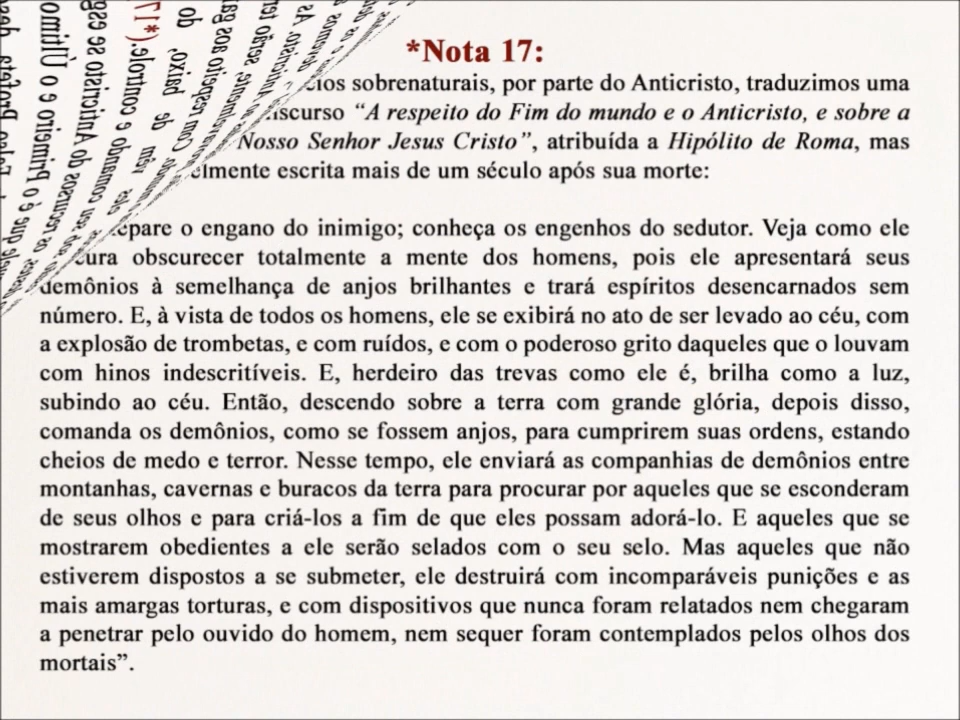 *Nota 17:
sobrenaturais, por parte do Anticristo, traduzimos uma
“A respeito do Fim do mundo e o Anticristo, e sobre a
Nosso Senhor Jesus Cristo”, atribuída a Hipólito de Roma, mas
escrita mais de um século após sua morte:
o engano do inimigo; conheça os engenhos do sedutor. Veja como ele
obscurecer totalmente a mente dos homens, pois ele apresentará seus
demônios à semelhança de anjos brilhantes e trará espíritos desencarnados sem
número. E, à vista de todos os homens, ele se exibirá no ato de ser levado ao céu, com
a explosão de trombetas, e com ruídos, e com o poderoso grito daqueles que o louvam
com hinos indescritíveis. E, herdeiro das trevas como ele é, brilha como a luz,
subindo ao céu. Então, descendo sobre a terra com grande glória, depois disso,
comanda os demônios, como se fossem anjos, para cumprirem suas ordens, estando
cheios de medo e terror. Nesse tempo, ele enviará as companhias de demônios entre
montanhas, cavernas e buracos da terra para procurar por aqueles que se esconderam
de seus olhos e para criá-los a fim de que eles possam adorá-lo. E aqueles que se
mostrarem obedientes a ele serão selados com o seu selo. Mas aqueles que não
estiverem dispostos a se submeter, ele destruirá com incomparáveis punições e as
mais amargas torturas, e com dispositivos que nunca foram relatados nem chegaram
a penetrar pelo ouvido do homem, nem sequer foram contemplados pelos olhos dos
mortais”.